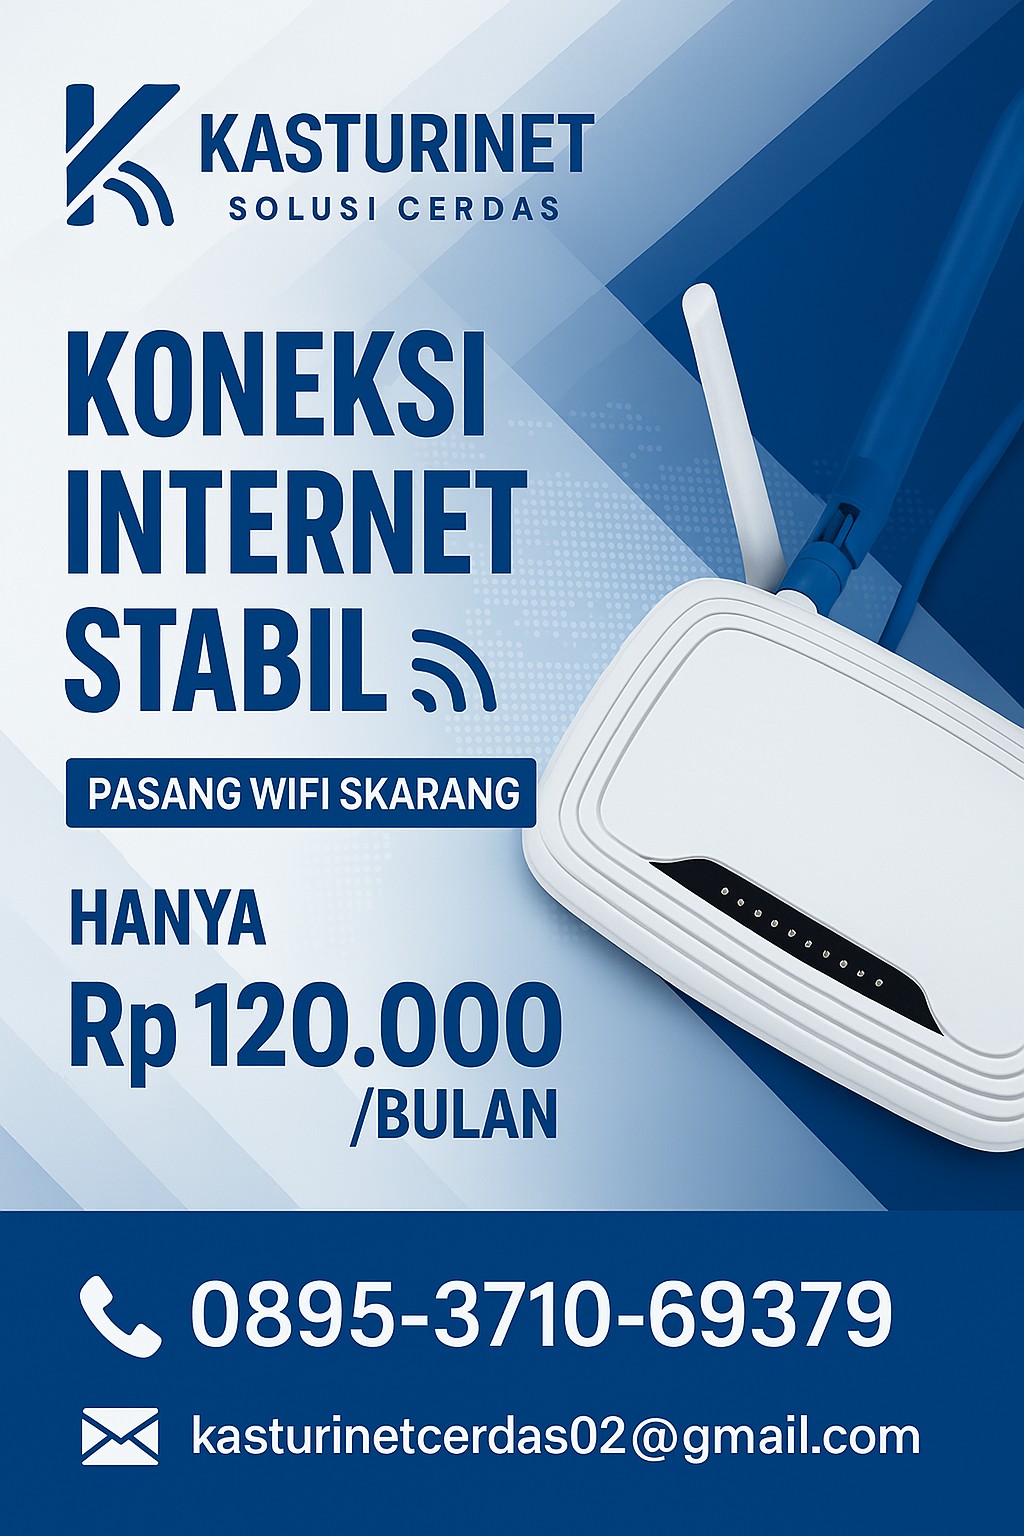 KASTURINET
SOLUSI CERDAS
KONEKSI
INTERNET
STABIL
PASANG WIFI SKARANG
HANYA
Rp 120.000
/BULAN
0895-3710-69379
kasturinetcerdas02@gmail.com